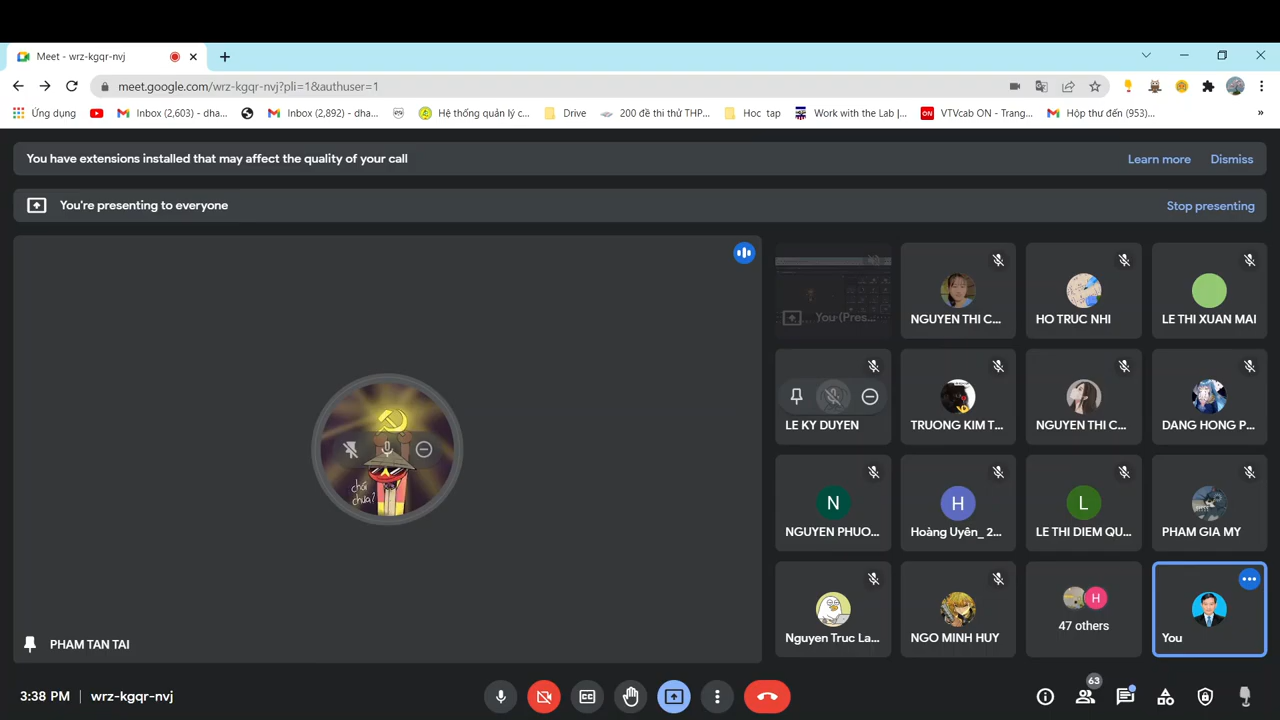 Meet - wrz-kgqr-nvj
meet.google.com/wrz-kgqr-nvj?pli=1&authuser=1
Ứng dụng
Inbox (2,603) - dha...
Inbox (2,892) - dha...
Hệ thống quản lý c...
Drive
200 đề thi thử THP...
Hoc tap
Work with the Lab |...
ON
VTVcab ON - Trang...
Hộp thư đến (953)...
»
You have extensions installed that may affect the quality of your call
Learn more
Dismiss
You're presenting to everyone
Stop presenting
You (Pres...
NGUYEN THI C...
HO TRUC NHI
LE THI XUAN MAI
LE KY DUYEN
TRUONG KIM T...
NGUYEN THI C...
DANG HONG P...
chói
chưa?
N
NGUYEN PHUO...
H
Hoàng Uyên_ 2...
L
LE THI DIEM QU...
PHAM GIA MY
Nguyen Truc La...
NGO MINH HUY
H
47 others
You
PHAM TAN TAI
3:38 PM | wrz-kgqr-nvj
CC
63